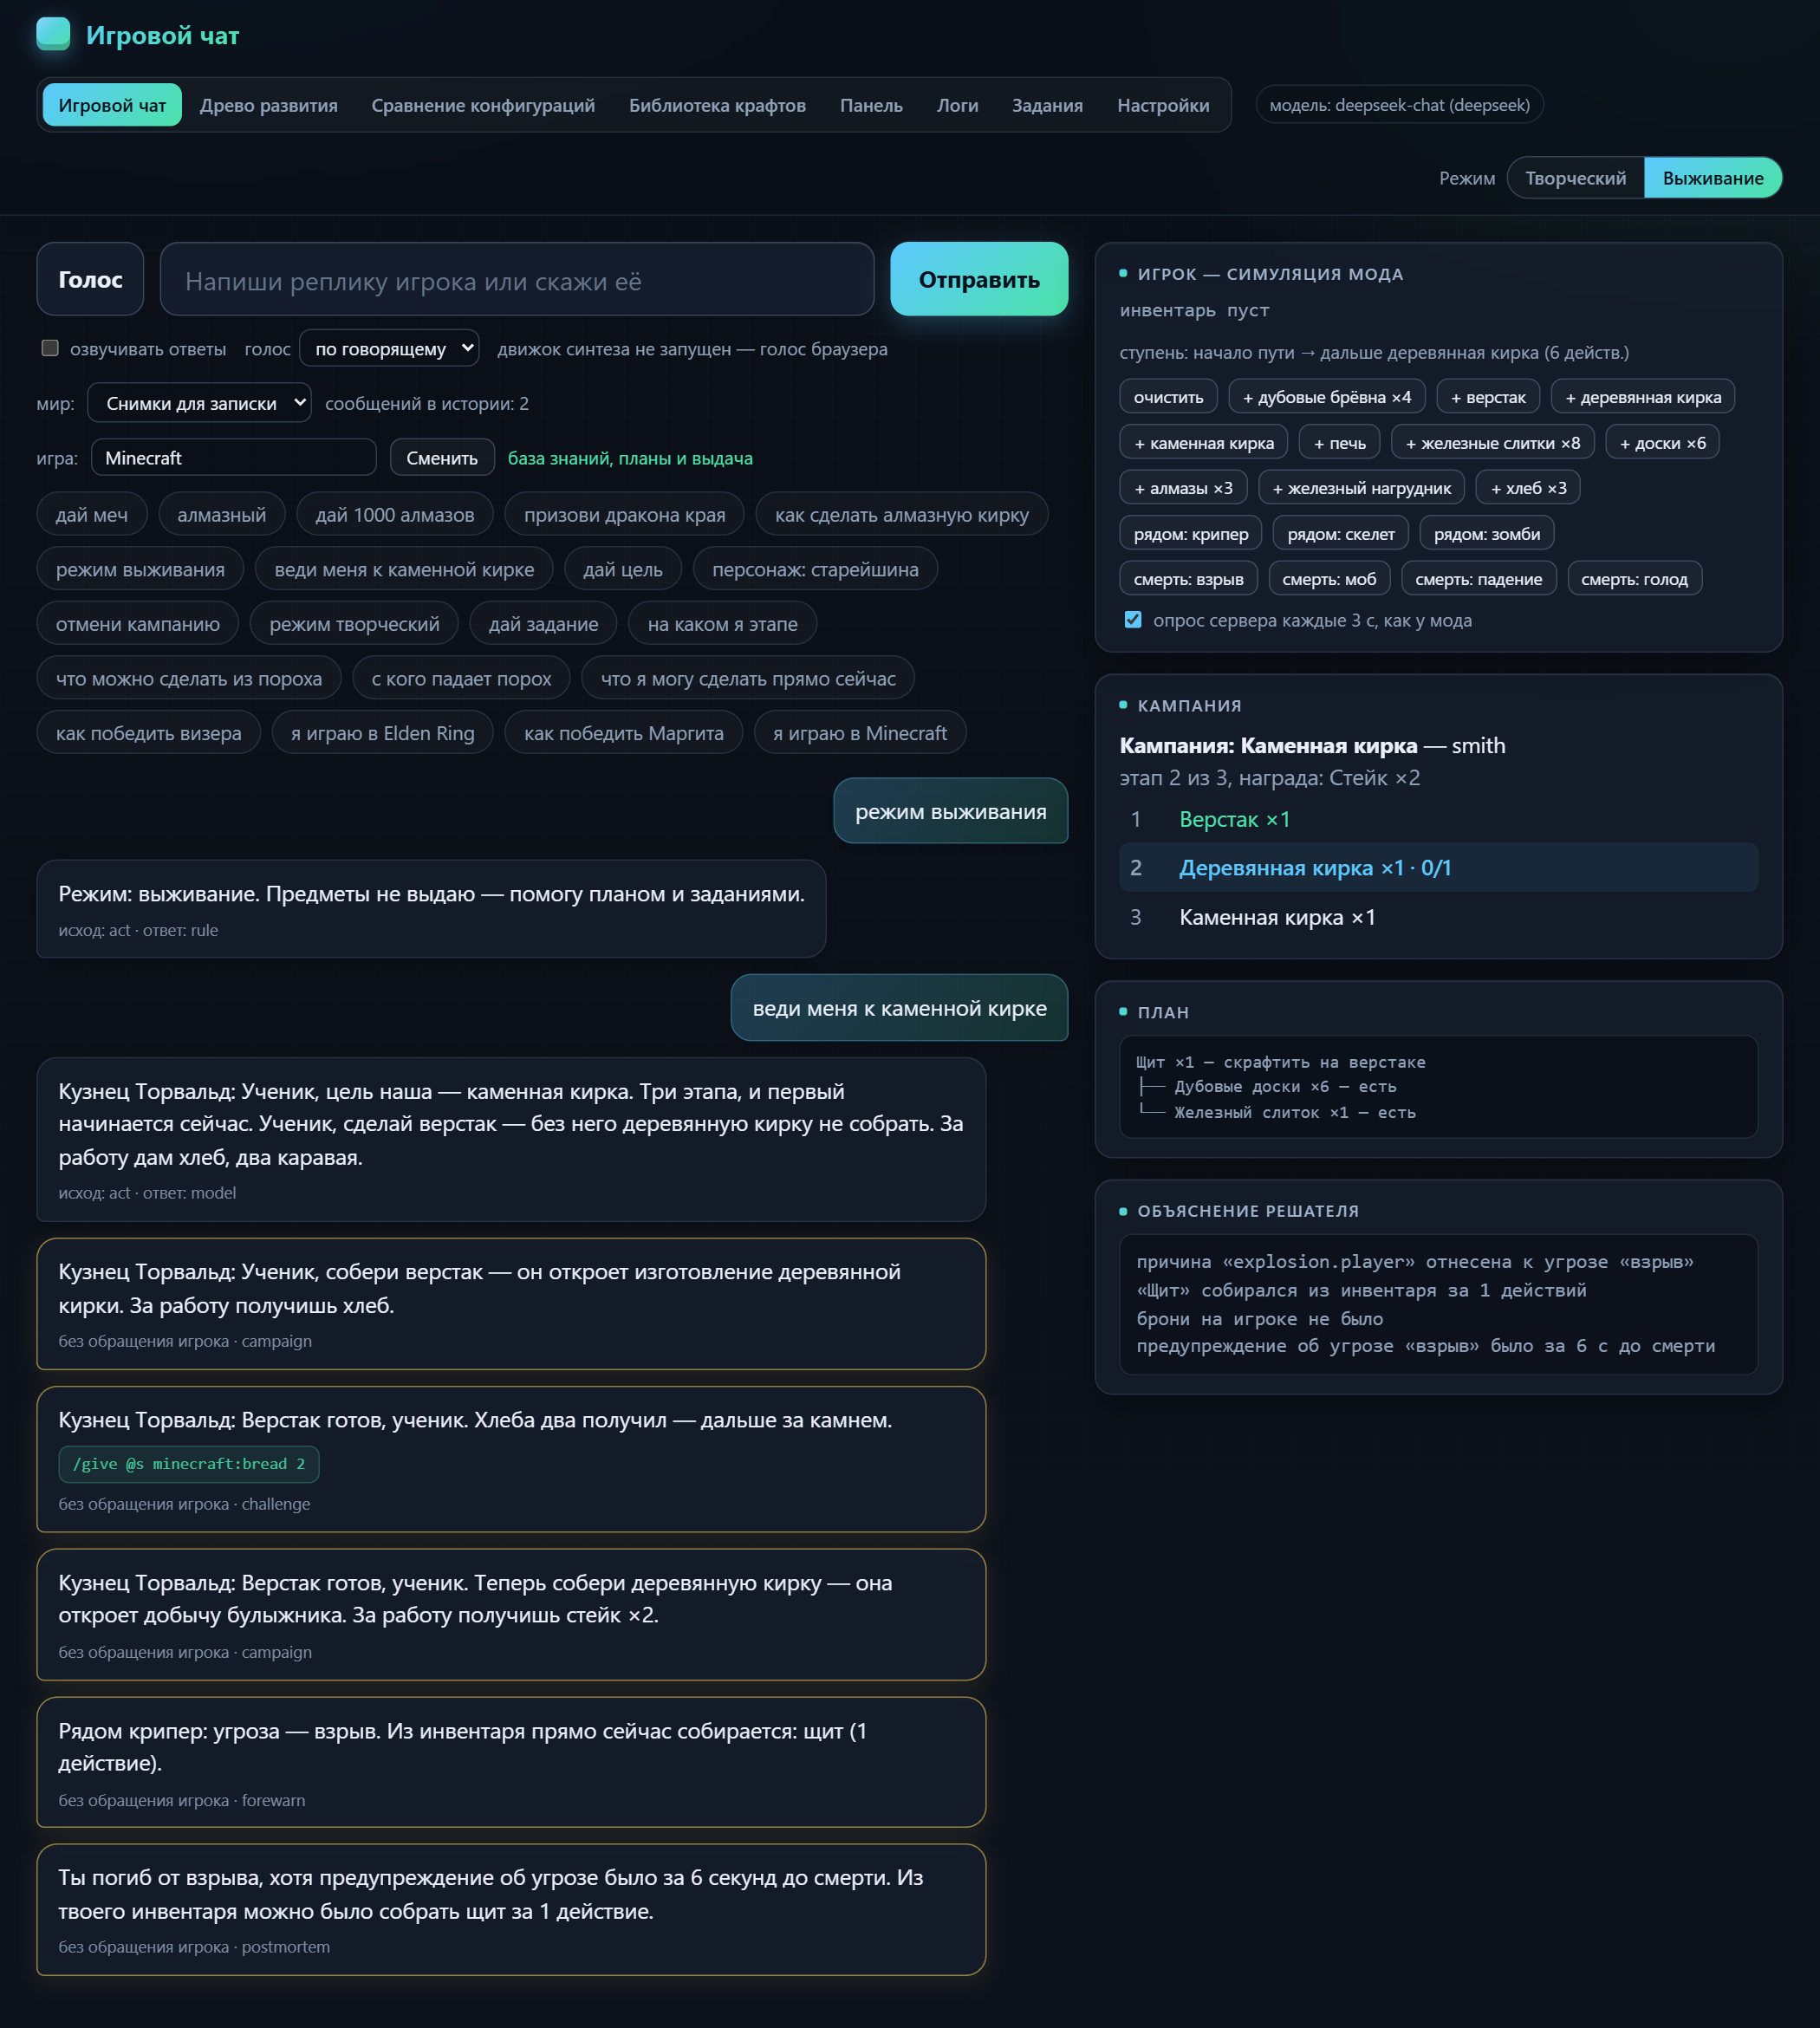 Игровой чат
Игровой чат Древо развития Сравнение конфигураций Библиотека крафтов Панель Логи Задания Настройки модель: deepseek-chat (deepseek)
Режим Творческий Выживание
Голос Напиши реплику игрока или скажи её Отправить
озвучивать ответы голос по говорящему движок синтеза не запущен — голос браузера
мир: Снимки для записки сообщений в истории: 2
игра: Minecraft Сменить база знаний, планы и выдача
дай меч алмазный дай 1000 алмазов призови дракона края как сделать алмазную кирку
режим выживания веди меня к каменной кирке дай цель персонаж: старейшина
отмени кампанию режим творческий дай задание на каком я этапе
что можно сделать из пороха с кого падает порох что я могу сделать прямо сейчас
как победить визера я играю в Elden Ring как победить Маргита я играю в Minecraft
режим выживания
Режим: выживание. Предметы не выдаю — помогу планом и заданиями.
исход: act · ответ: rule
веди меня к каменной кирке
Кузнец Торвальд: Ученик, цель наша — каменная кирка. Три этапа, и первый
начинается сейчас. Ученик, сделай верстак — без него деревянную кирку не собрать. За
работу дам хлеб, два каравая.
исход: act · ответ: model
Кузнец Торвальд: Ученик, собери верстак — он откроет изготовление деревянной
кирки. За работу получишь хлеб.
без обращения игрока · campaign
Кузнец Торвальд: Верстак готов, ученик. Хлеба два получил — дальше за камнем.
/give @s minecraft:bread 2
без обращения игрока · challenge
Кузнец Торвальд: Верстак готов, ученик. Теперь собери деревянную кирку — она
откроет добычу булыжника. За работу получишь стейк ×2.
без обращения игрока · campaign
Рядом крипер: угроза — взрыв. Из инвентаря прямо сейчас собирается: щит (1
действие).
без обращения игрока · forewarn
Ты погиб от взрыва, хотя предупреждение об угрозе было за 6 секунд до смерти. Из
твоего инвентаря можно было собрать щит за 1 действие.
без обращения игрока · postmortem
ИГРОК — СИМУЛЯЦИЯ МОДА
инвентарь пуст
ступень: начало пути → дальше деревянная кирка (6 действ.)
очистить + дубовые брёвна ×4 + верстак + деревянная кирка
+ каменная кирка + печь + железные слитки ×8 + доски ×6
+ алмазы ×3 + железный нагрудник + хлеб ×3
рядом: крипер рядом: скелет рядом: зомби
смерть: взрыв смерть: моб смерть: падение смерть: голод
опрос сервера каждые 3 с, как у мода
КАМПАНИЯ
Кампания: Каменная кирка — smith
этап 2 из 3, награда: Стейк ×2
1 Верстак ×1
2 Деревянная кирка ×1 · 0/1
3 Каменная кирка ×1
ПЛАН
Щит ×1 — скрафтить на верстаке
├── Дубовые доски ×6 — есть
└── Железный слиток ×1 — есть
ОБЪЯСНЕНИЕ РЕШАТЕЛЯ
причина «explosion.player» отнесена к угрозе «взрыв»
«Щит» собирался из инвентаря за 1 действий
брони на игроке не было
предупреждение об угрозе «взрыв» было за 6 с до смерти